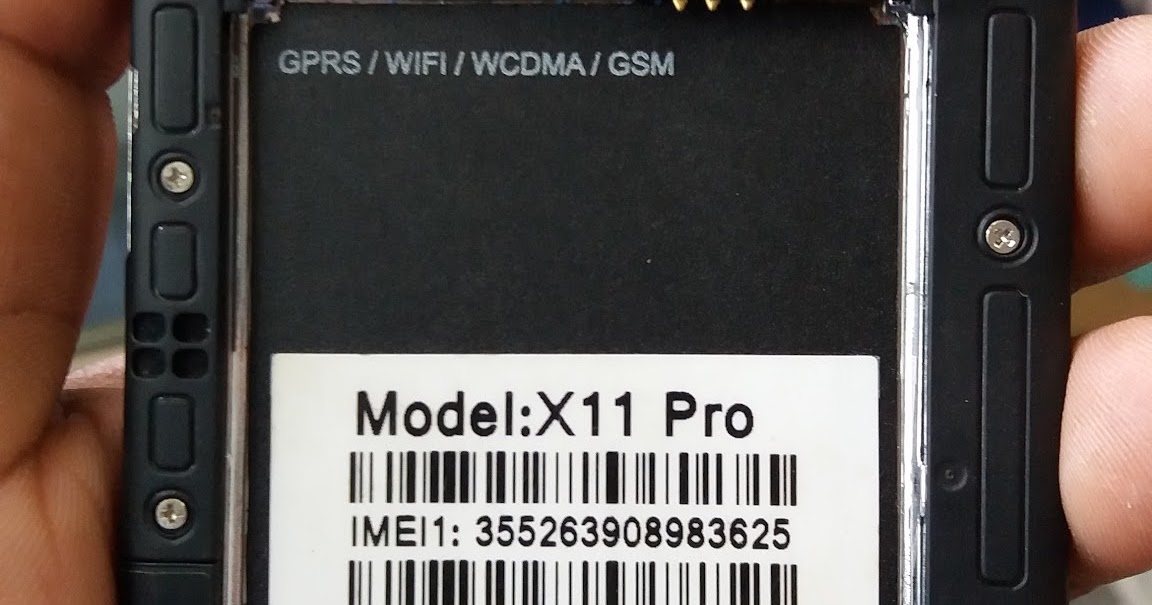 GPRS / WIFI / WCDMA / GSM
Model:X11 Pro
IMEI1: 355263908983625